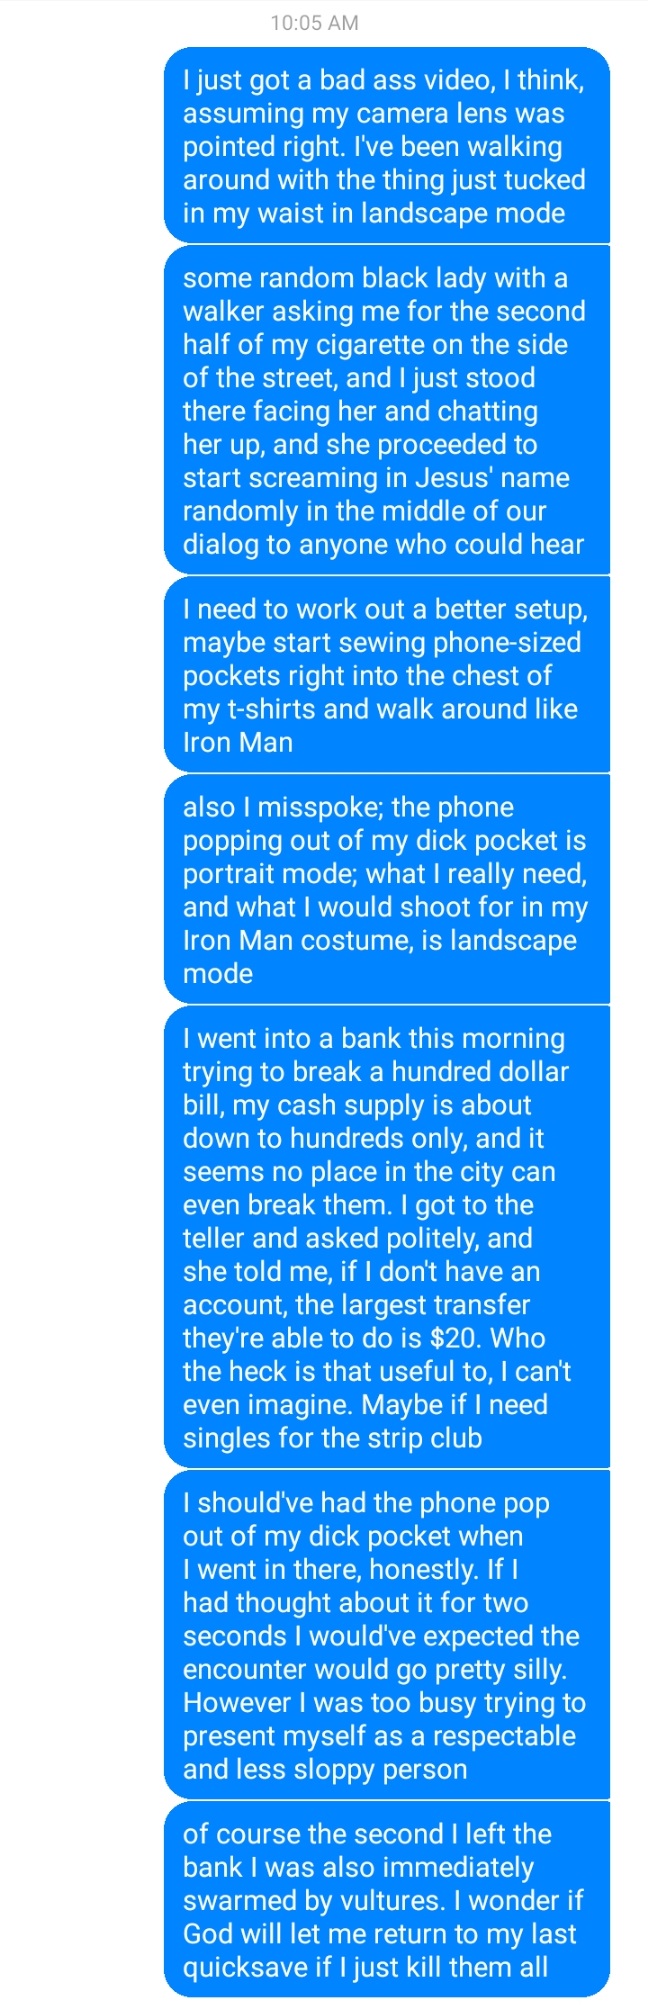 10:05 AM
I just got a bad ass video, I think,
assuming my camera lens was
pointed right. I've been walking
around with the thing just tucked
in my waist in landscape mode
some random black lady with a
walker asking me for the second
half of my cigarette on the side
of the street, and I just stood
there facing her and chatting
her up, and she proceeded to
start screaming in Jesus' name
randomly in the middle of our
dialog to anyone who could hear
I need to work out a better setup,
maybe start sewing phone-sized
pockets right into the chest of
my t-shirts and walk around like
Iron Man
also I misspoke; the phone
popping out of my dick pocket is
portrait mode; what I really need,
and what I would shoot for in my
Iron Man costume, is landscape
mode
I went into a bank this morning
trying to break a hundred dollar
bill, my cash supply is about
down to hundreds only, and it
seems no place in the city can
even break them. I got to the
teller and asked politely, and
she told me, if I don't have an
account, the largest transfer
they're able to do is $20. Who
the heck is that useful to, I can't
even imagine. Maybe if I need
singles for the strip club
I should've had the phone pop
out of my dick pocket when
I went in there, honestly. If I
had thought about it for two
seconds I would've expected the
encounter would go pretty silly.
However I was too busy trying to
present myself as a respectable
and less sloppy person
of course the second I left the
bank I was also immediately
swarmed by vultures. I wonder if
God will let me return to my last
quicksave if I just kill them all